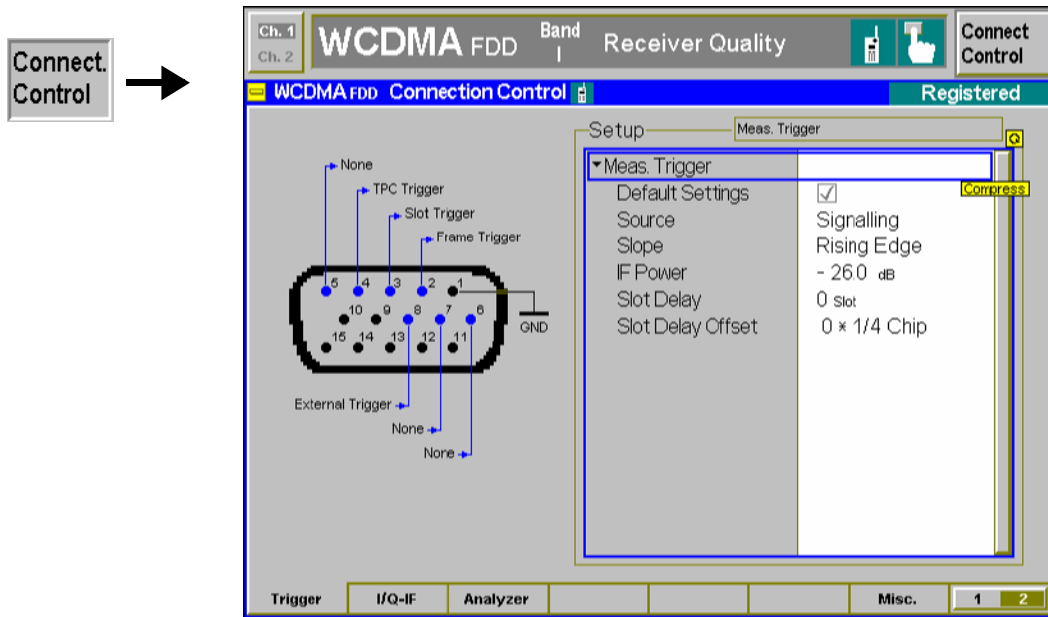 Connect.
Control
Ch. 1
Ch. 2
WCDMA FDD Band I Receiver Quality
Connect
Control
WCDMA FDD Connection Control
Registered
Setup
Meas. Trigger
Meas. Trigger
Compress
Default Settings
Source Signalling
Slope Rising Edge
IF Power - 26.0 dB
Slot Delay 0 Slot
Slot Delay Offset 0 * 1/4 Chip
None
TPC Trigger
Slot Trigger
Frame Trigger
5 4 3 2 1
10 9 8 7 6
GND
15 14 13 12 11
External Trigger
None
None
Trigger I/Q-IF Analyzer Misc. 1 2